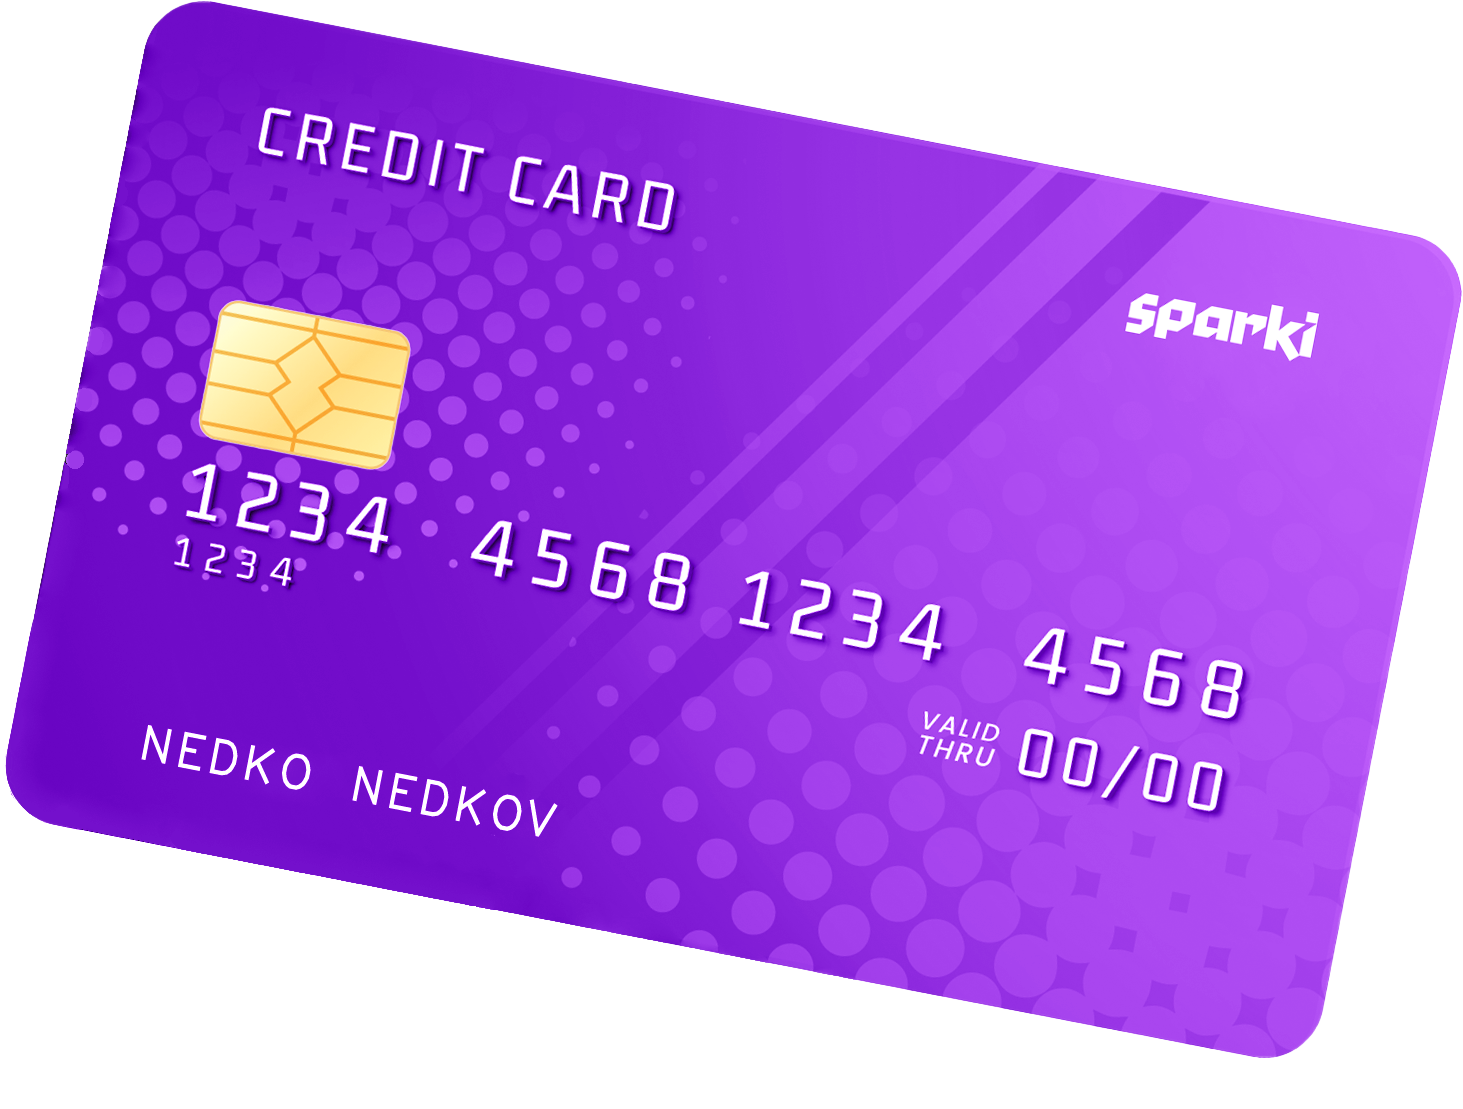 CREDIT CARD
sparki
1234 4568 1234 4568
1234
VALID
THRU 00/00
NEDKO NEDKOV